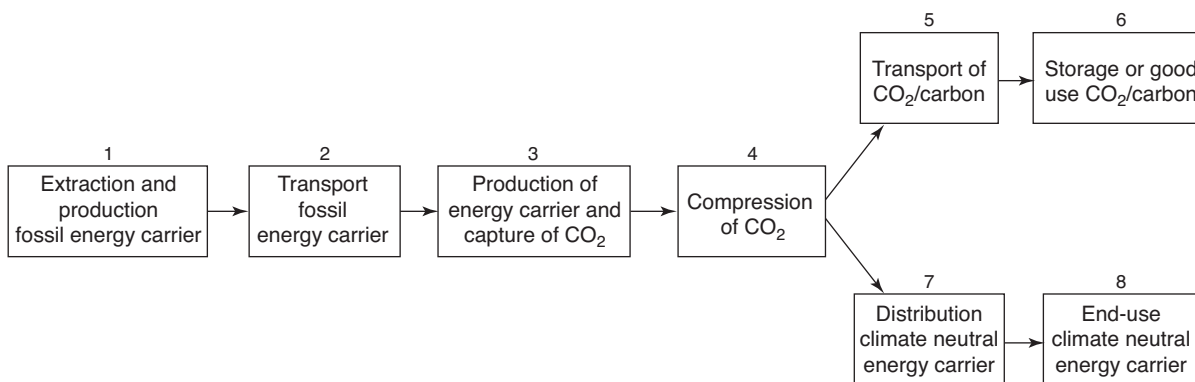 1
Extraction and
production
fossil energy carrier
2
Transport
fossil
energy carrier
3
Production of
energy carrier and
capture of CO₂
4
Compression
of CO₂
5
Transport of
CO₂/carbon
6
Storage or good
use CO₂/carbon
7
Distribution
climate neutral
energy carrier
8
End-use
climate neutral
energy carrier